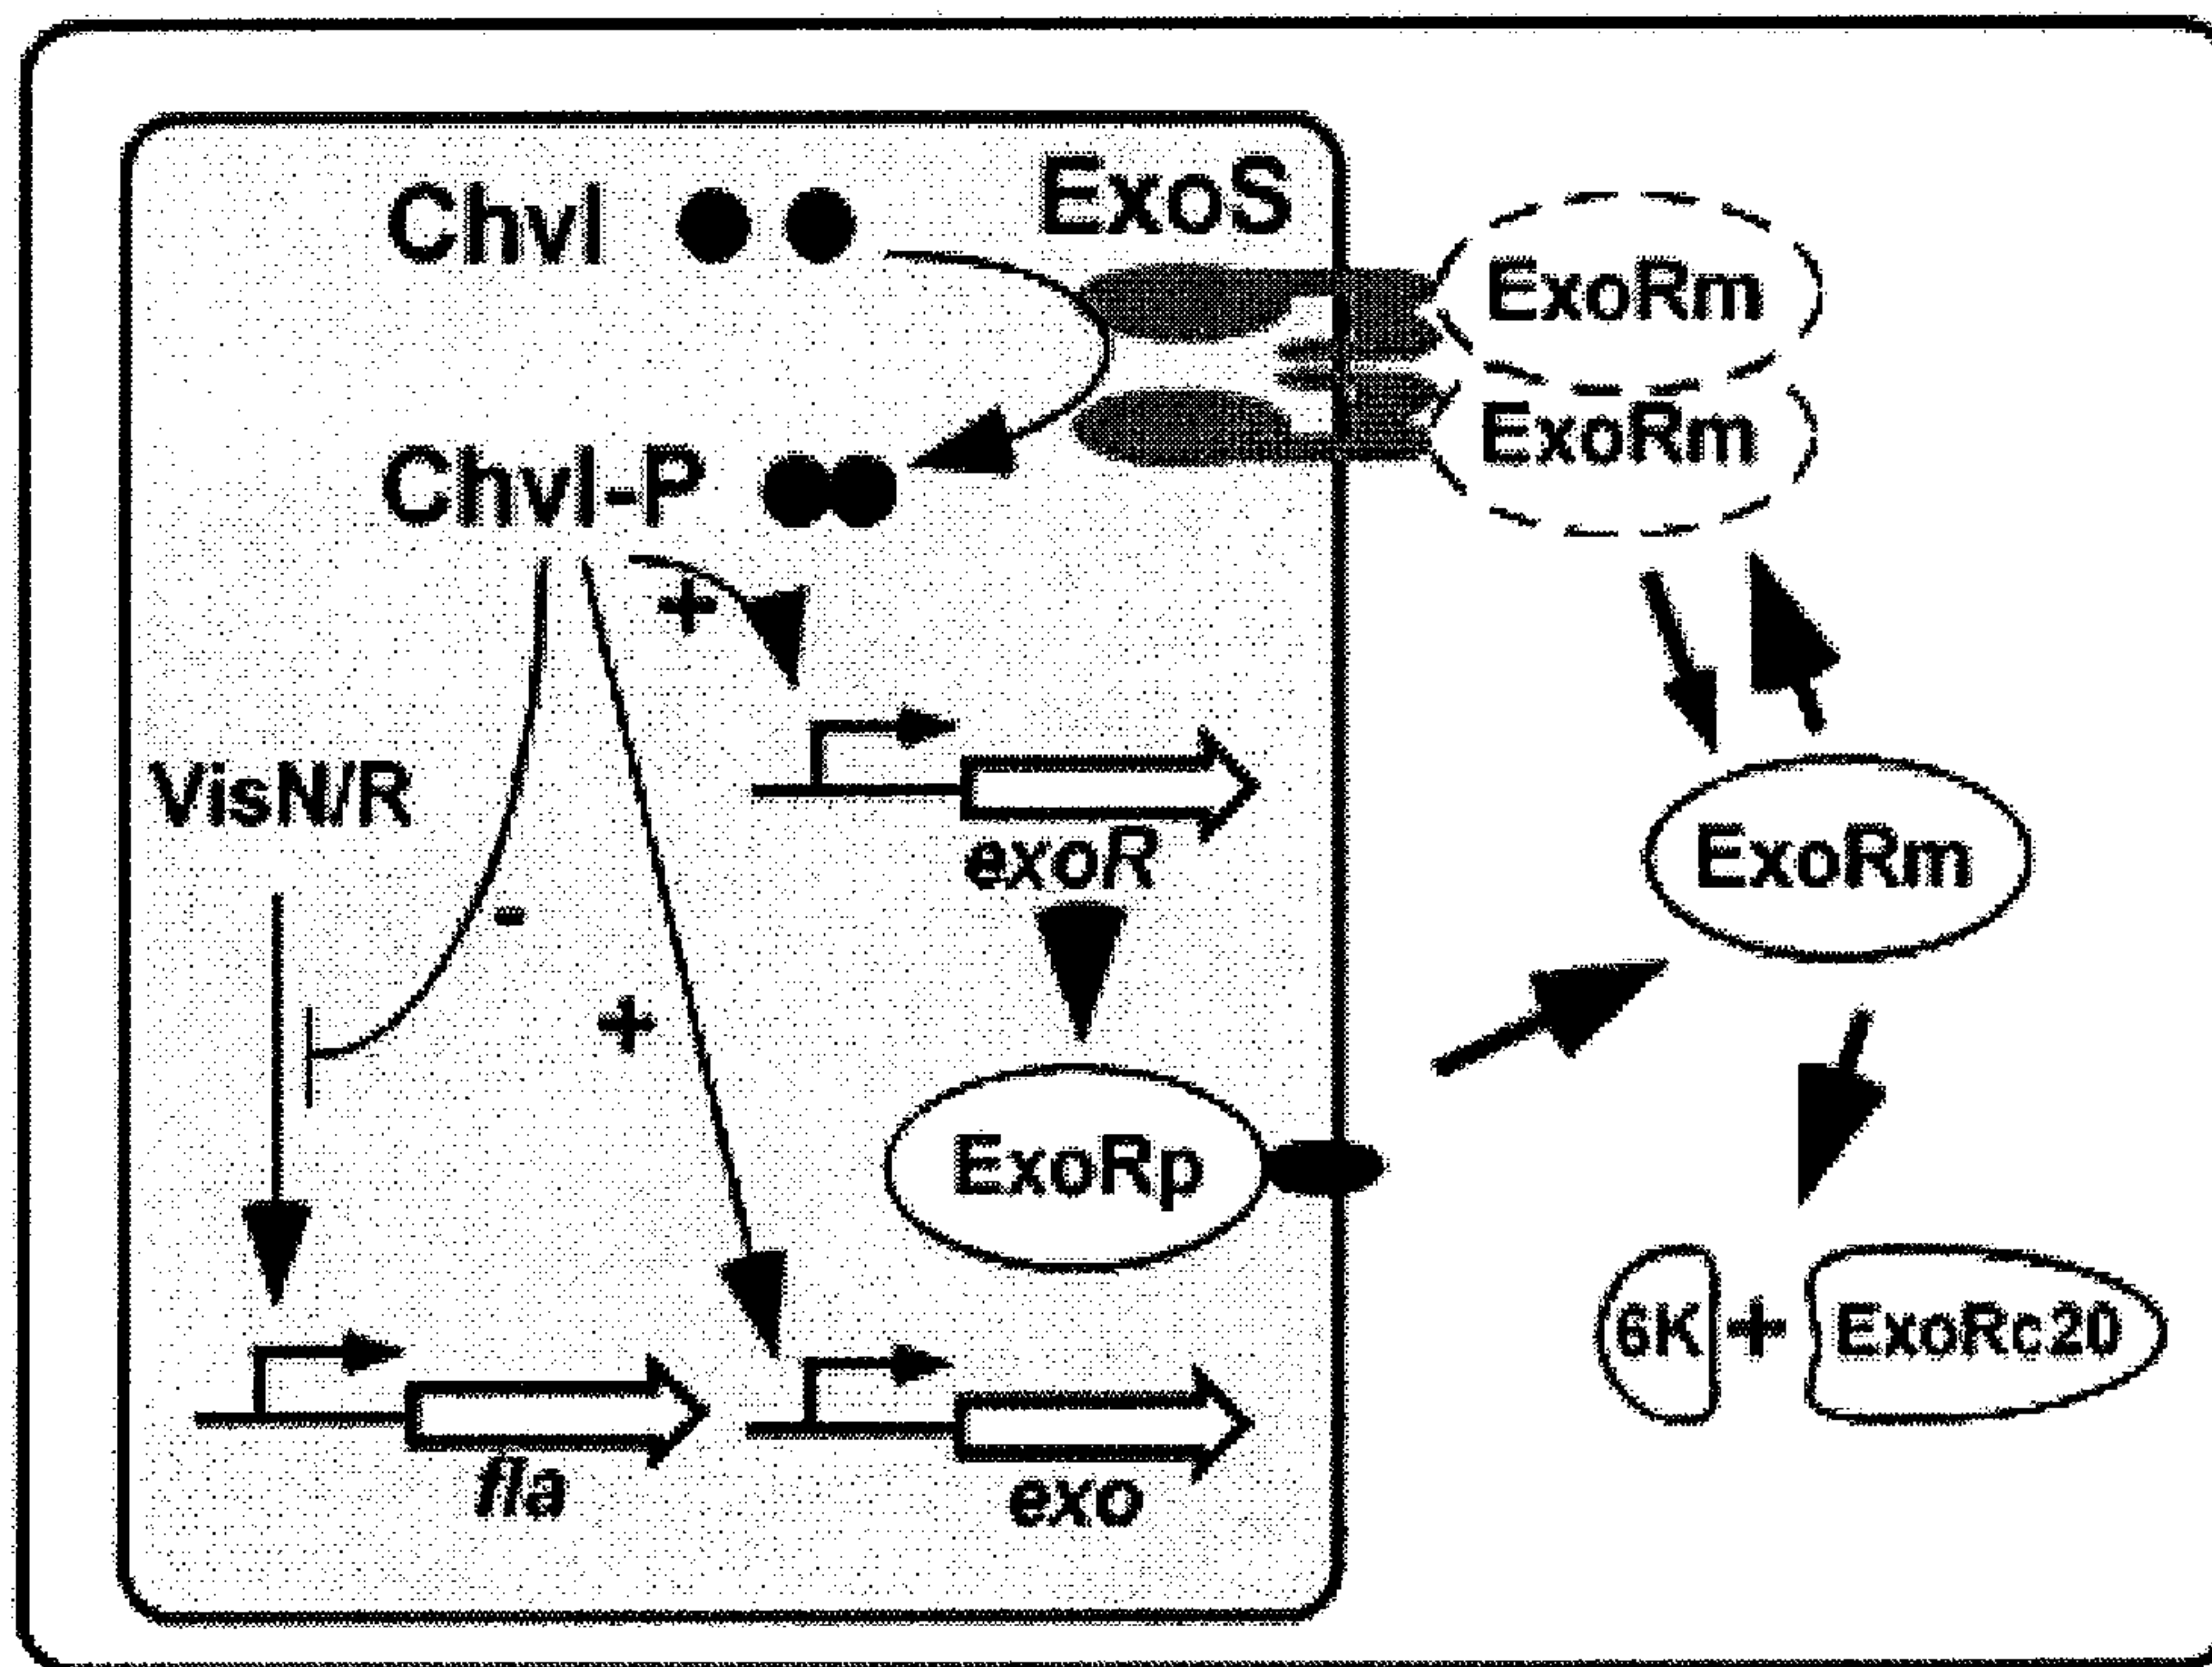 ChvI
ExoS
ExoRm
ExoRm
ChvI-P
+
VisN/R
exoR
ExoRm
-
+
ExoRp
6K + ExoRc20
fla
exo